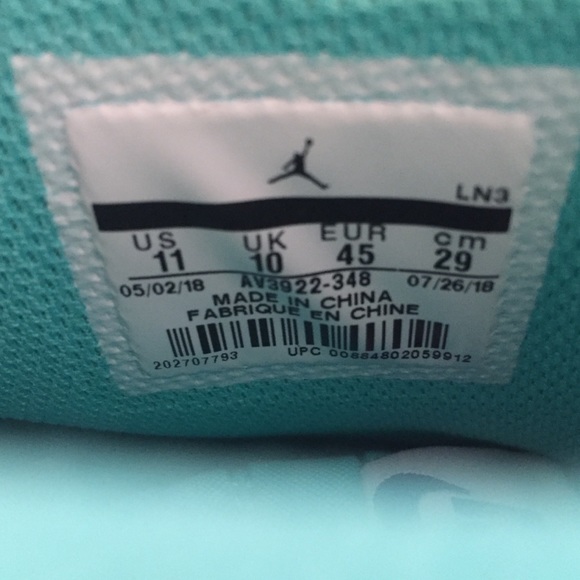 LN3
US UK EUR cm
11 10 45 29
05/02/18 AV3922-348 07/26/18
MADE IN CHINA
FABRIQUE EN CHINE
202707793 UPC 00884802059912